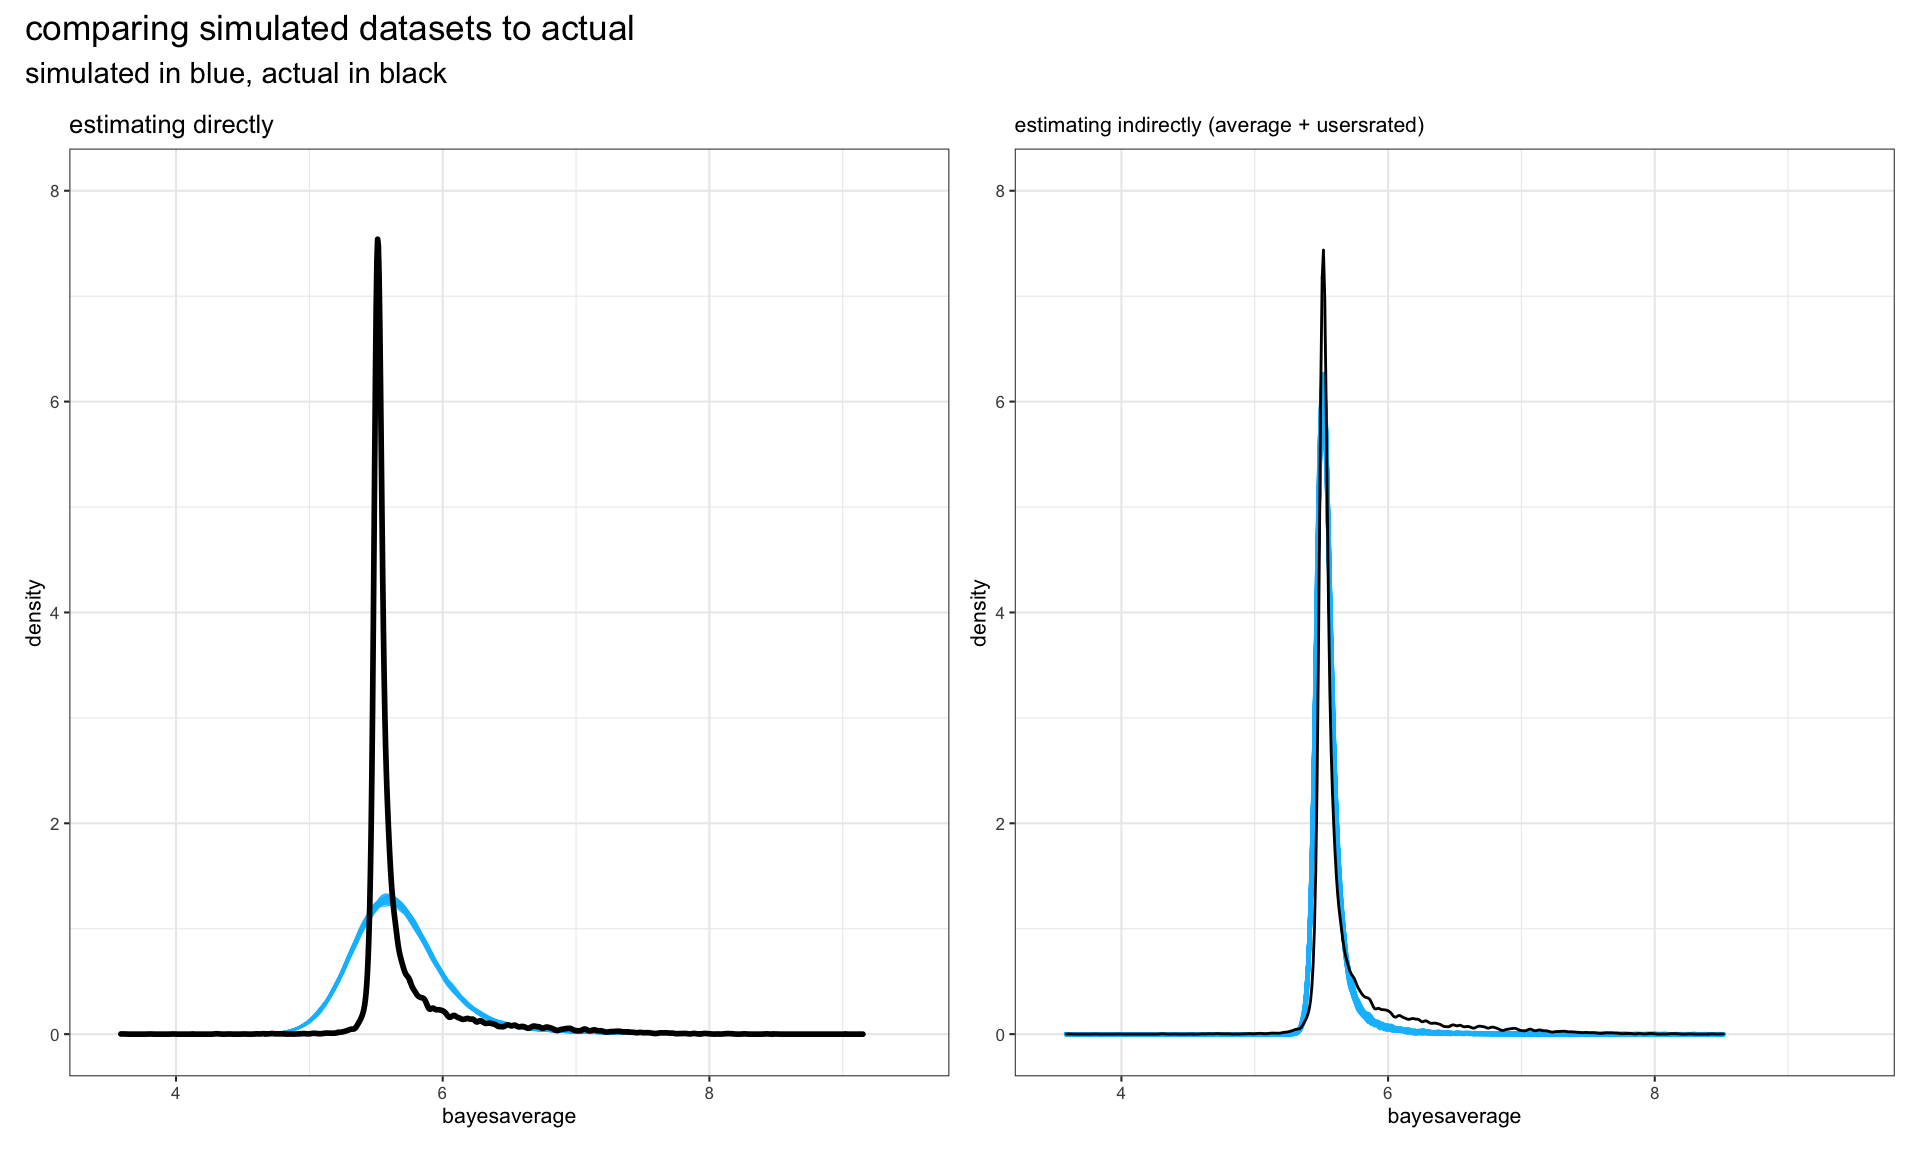 comparing simulated datasets to actual
simulated in blue, actual in black
estimating directly
8
6
4
2
0
density
4 6 8
bayesaverage
estimating indirectly (average + usersrated)
8
6
4
2
0
density
4 6 8
bayesaverage